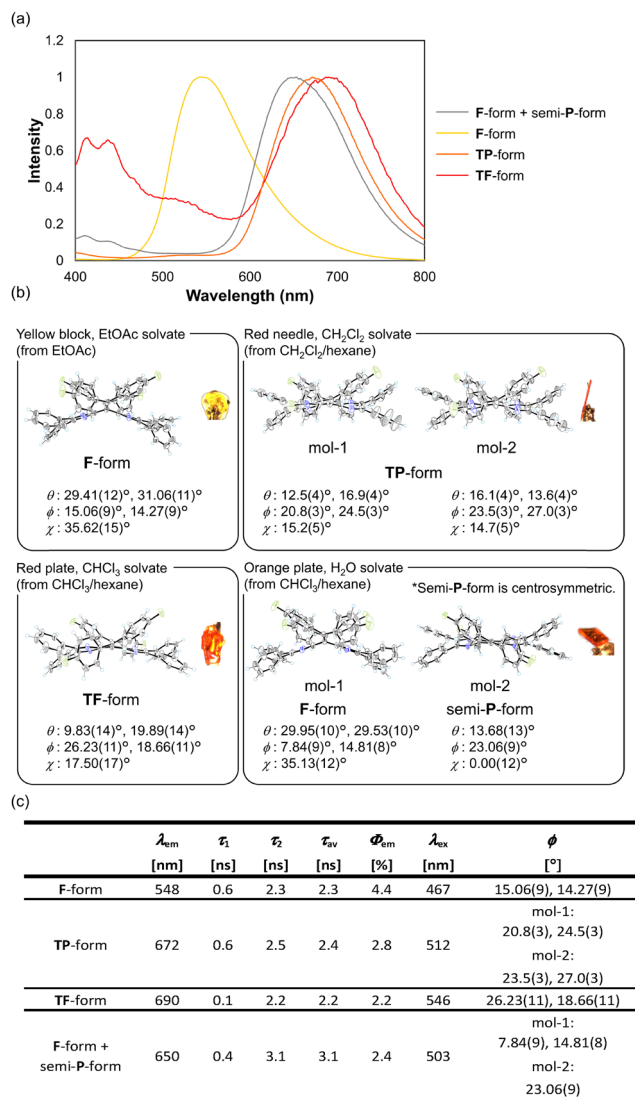 (a)
1.2
1
0.8
0.6
0.4
0.2
0
Intensity
400 500 600 700 800
Wavelength (nm)
F-form + semi-P-form
F-form
TP-form
TF-form
(b)
Yellow block, EtOAc solvate
(from EtOAc)
F-form
θ : 29.41(12)°, 31.06(11)°
ϕ : 15.06(9)°, 14.27(9)°
χ : 35.62(15)°
Red needle, CH₂Cl₂ solvate
(from CH₂Cl₂/hexane)
mol-1 mol-2
TP-form
θ : 12.5(4)°, 16.9(4)° θ : 16.1(4)°, 13.6(4)°
ϕ : 20.8(3)°, 24.5(3)° ϕ : 23.5(3)°, 27.0(3)°
χ : 15.2(5)° χ : 14.7(5)°
Red plate, CHCl₃ solvate
(from CHCl₃/hexane)
TF-form
θ : 9.83(14)°, 19.89(14)°
ϕ : 26.23(11)°, 18.66(11)°
χ : 17.50(17)°
Orange plate, H₂O solvate
(from CHCl₃/hexane) *Semi-P-form is centrosymmetric.
mol-1 mol-2
F-form semi-P-form
θ : 29.95(10)°, 29.53(10)° θ : 13.68(13)°
ϕ : 7.84(9)°, 14.81(8)° ϕ : 23.06(9)°
χ : 35.13(12)° χ : 0.00(12)°
(c)
λem τ1 τ2 τav Φem λex ϕ
[nm] [ns] [ns] [ns] [%] [nm] [°]
F-form 548 0.6 2.3 2.3 4.4 467 15.06(9), 14.27(9)
mol-1:
20.8(3), 24.5(3)
TP-form 672 0.6 2.5 2.4 2.8 512
mol-2:
23.5(3), 27.0(3)
TF-form 690 0.1 2.2 2.2 2.2 546 26.23(11), 18.66(11)
mol-1:
7.84(9), 14.81(8)
F-form +
semi-P-form 650 0.4 3.1 3.1 2.4 503
mol-2:
23.06(9)